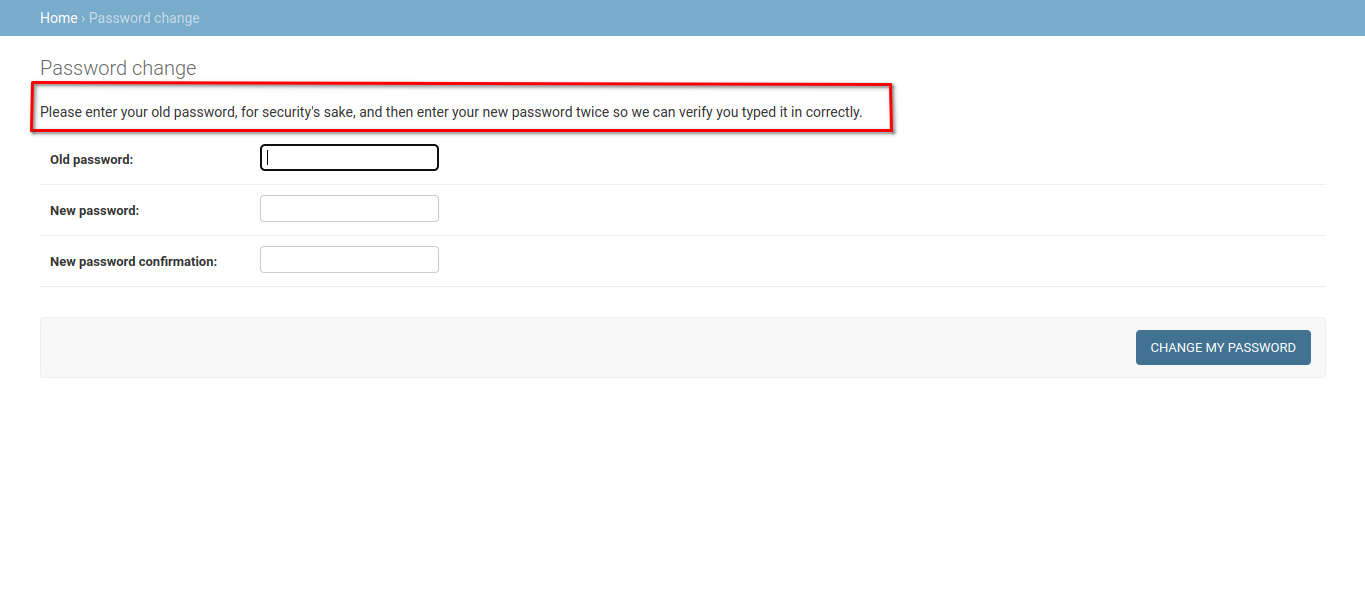 Home › Password change
Password change
Please enter your old password, for security's sake, and then enter your new password twice so we can verify you typed it in correctly.
Old password:
New password:
New password confirmation:
CHANGE MY PASSWORD